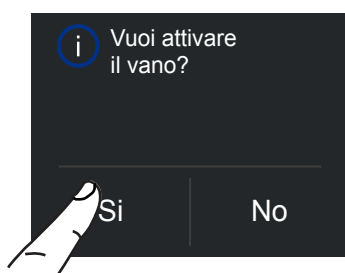 i
Vuoi attivare
il vano?
Si
No